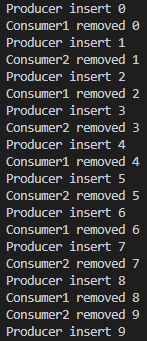 Producer insert 0
Consumer1 removed 0
Producer insert 1
Consumer2 removed 1
Producer insert 2
Consumer1 removed 2
Producer insert 3
Consumer2 removed 3
Producer insert 4
Consumer1 removed 4
Producer insert 5
Consumer2 removed 5
Producer insert 6
Consumer1 removed 6
Producer insert 7
Consumer2 removed 7
Producer insert 8
Consumer1 removed 8
Consumer2 removed 9
Producer insert 9